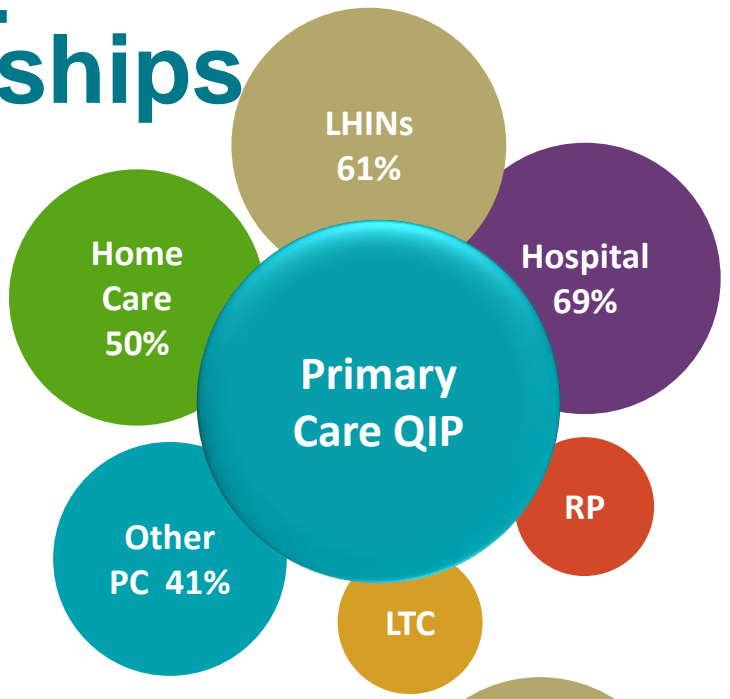 ships
LHINs
61%
Home
Care
50%
Hospital
69%
Primary
Care QIP
RP
Other
PC 41%
LTC